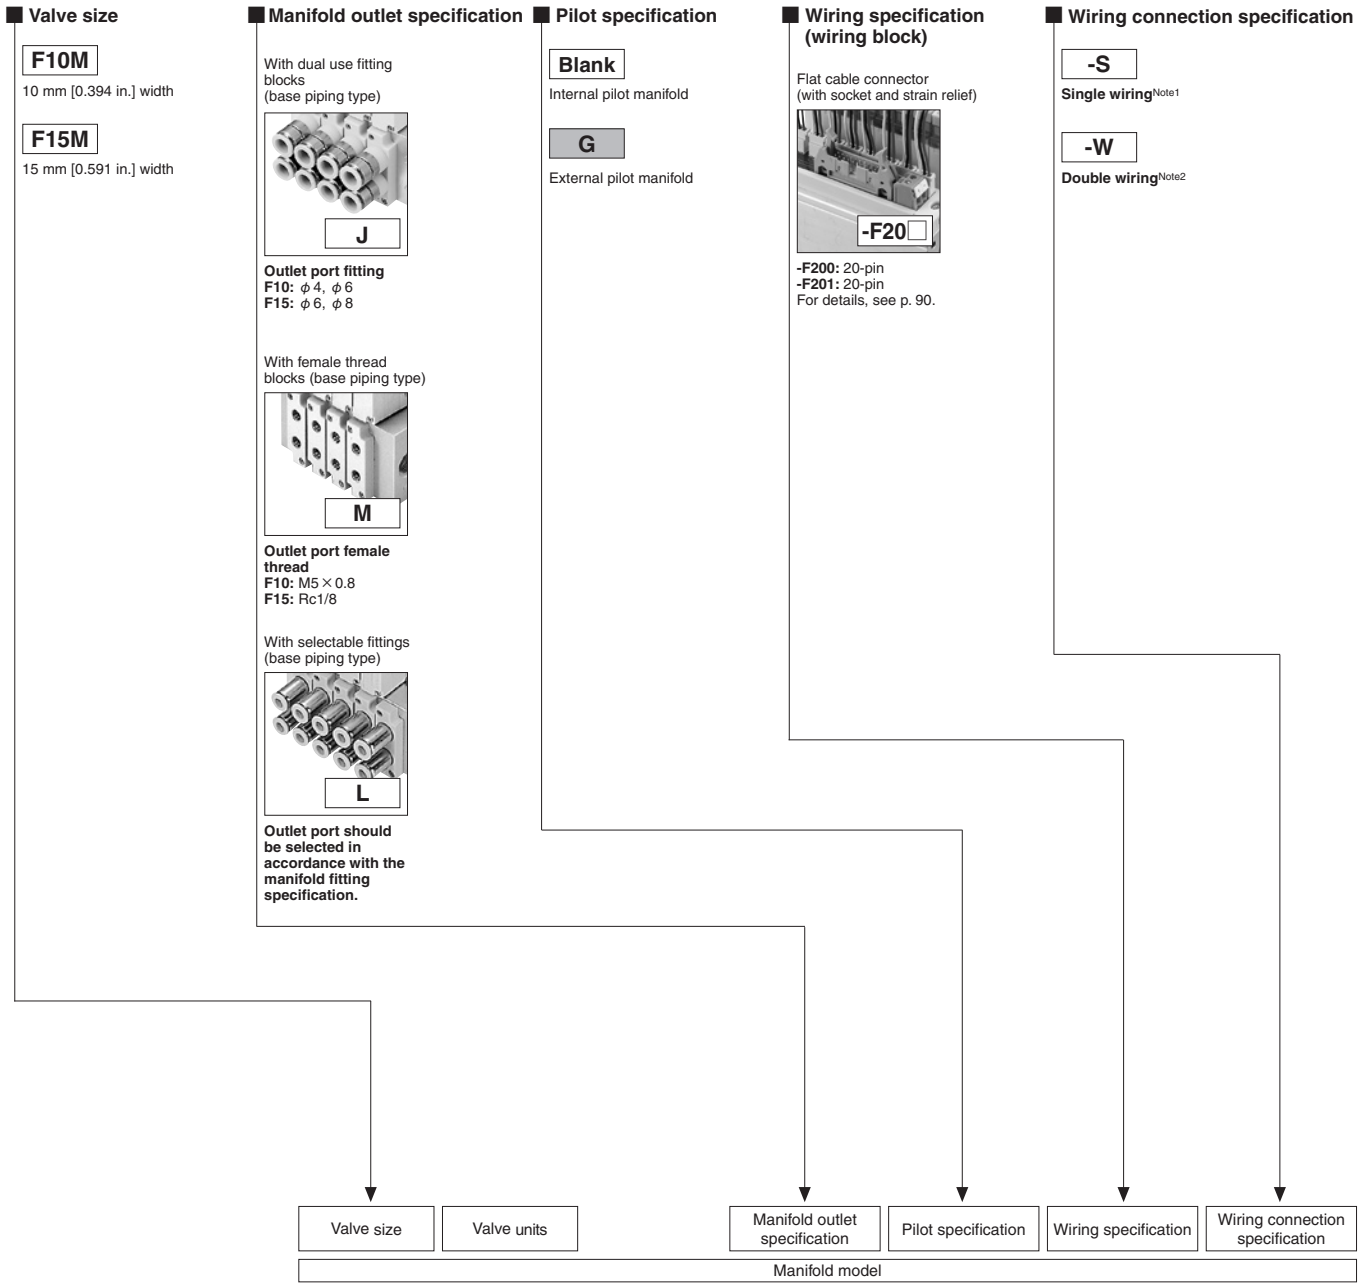 Valve size
F10M
10 mm [0.394 in.] width
F15M
15 mm [0.591 in.] width
Manifold outlet specification
With dual use fitting
blocks
(base piping type)
J
Outlet port fitting
F10: φ4, φ6
F15: φ6, φ8
With female thread
blocks (base piping type)
M
Outlet port female
thread
F10: M5×0.8
F15: Rc1/8
With selectable fittings
(base piping type)
L
Outlet port should
be selected in
accordance with the
manifold fitting
specification.
Pilot specification
Blank
Internal pilot manifold
G
External pilot manifold
Wiring specification
(wiring block)
Flat cable connector
(with socket and strain relief)
-F20□
-F200: 20-pin
-F201: 20-pin
For details, see p. 90.
Wiring connection specification
-S
Single wiringNote1
-W
Double wiringNote2
Valve size
Valve units
Manifold outlet
specification
Pilot specification
Wiring specification
Wiring connection
specification
Manifold model